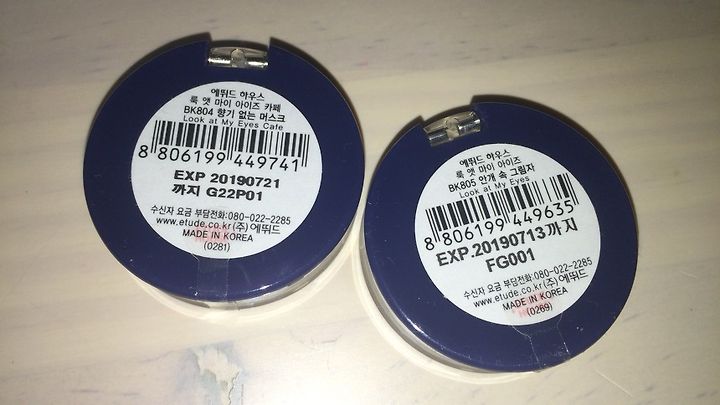 에뛰드 하우스
룩 앳 마이 아이즈 카페
BK804 향기 없는 머스크
Look at My Eyes Cafe
8 806199 449741
EXP 20190721
까지 G22P01
수신자 요금 부담전화:080-022-2285
www.etude.co.kr(주)에뛰드
MADE IN KOREA
(0281)
에뛰드 하우스
룩 앳 마이 아이즈
BK805 안개 속 그림자
Look at My Eyes
8 806199 449635
EXP.20190713까지
FG001
수신자 요금 부담전화:080-022-2285
www.etude.co.kr(주)에뛰드
MADE IN KOREA
(0269)